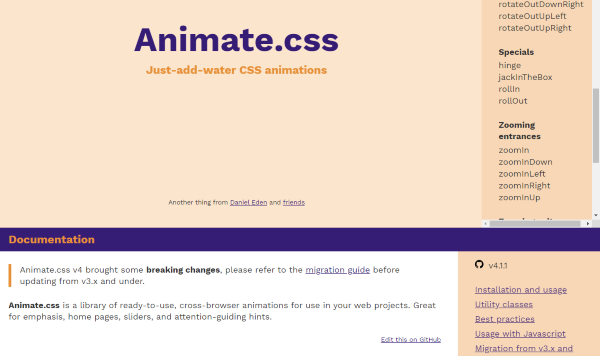 Animate.css
Just-add-water CSS animations
Another thing from Daniel Eden and friends
rotateOutDownRight
rotateOutUpLeft
rotateOutUpRight
Specials
hinge
jackInTheBox
rollIn
rollOut
Zooming
entrances
zoomIn
zoomInDown
zoomInLeft
zoomInRight
zoomInUp
Documentation
Animate.css v4 brought some breaking changes, please refer to the migration guide before
updating from v3.x and under.
Animate.css is a library of ready-to-use, cross-browser animations for use in your web projects. Great
for emphasis, home pages, sliders, and attention-guiding hints.
Edit this on GitHub
v4.1.1
Installation and usage
Utility classes
Best practices
Usage with Javascript
Migration from v3.x and